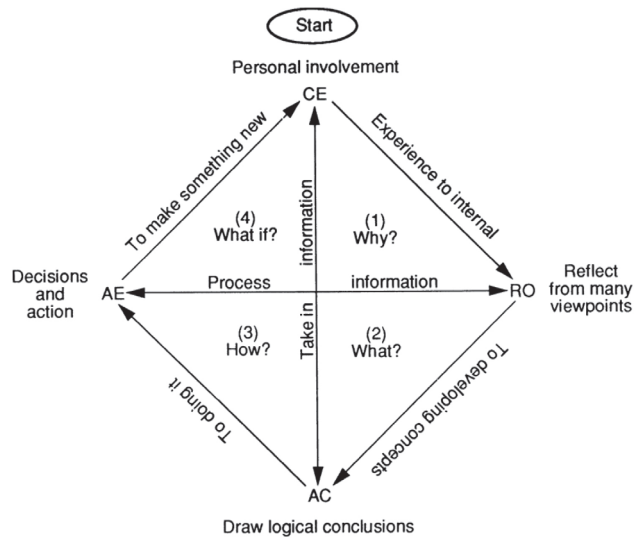 Start
Personal involvement
CE
To make something new
Experience to internal
(4)
What if?
information
(1)
Why?
Decisions
and
action
AE
Process
information
RO
Reflect
from many
viewpoints
(3)
How?
Take in
(2)
What?
To doing it
To developing concepts
AC
Draw logical conclusions